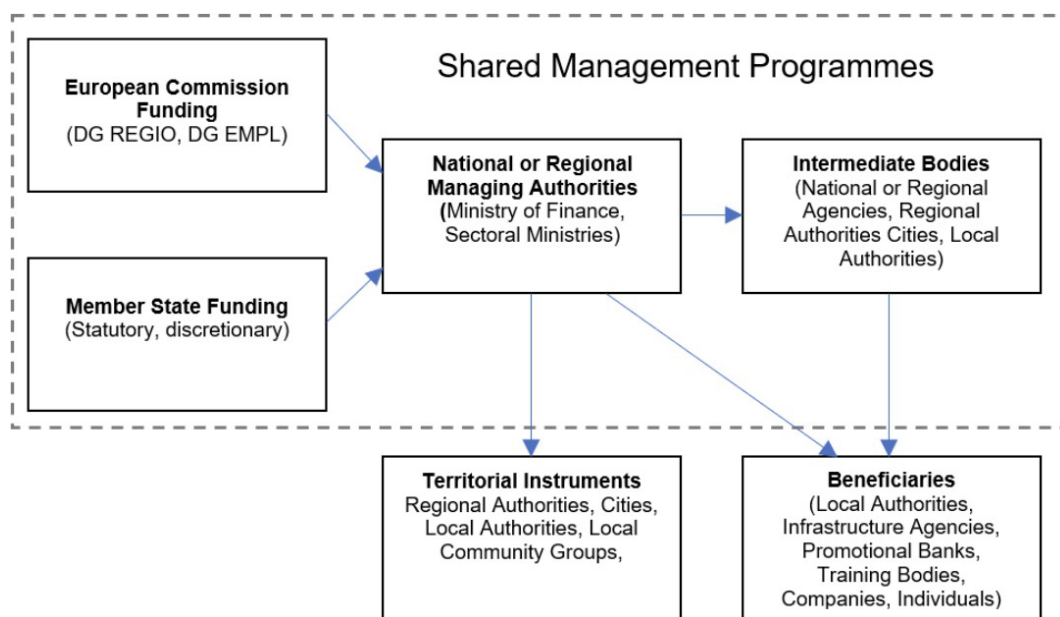 Shared Management Programmes
European Commission
Funding
(DG REGIO, DG EMPL)
National or Regional
Managing Authorities
(Ministry of Finance,
Sectoral Ministries)
Intermediate Bodies
(National or Regional
Agencies, Regional
Authorities Cities, Local
Authorities)
Member State Funding
(Statutory, discretionary)
Territorial Instruments
Regional Authorities, Cities,
Local Authorities, Local
Community Groups,
Beneficiaries
(Local Authorities,
Infrastructure Agencies,
Promotional Banks,
Training Bodies,
Companies, Individuals)